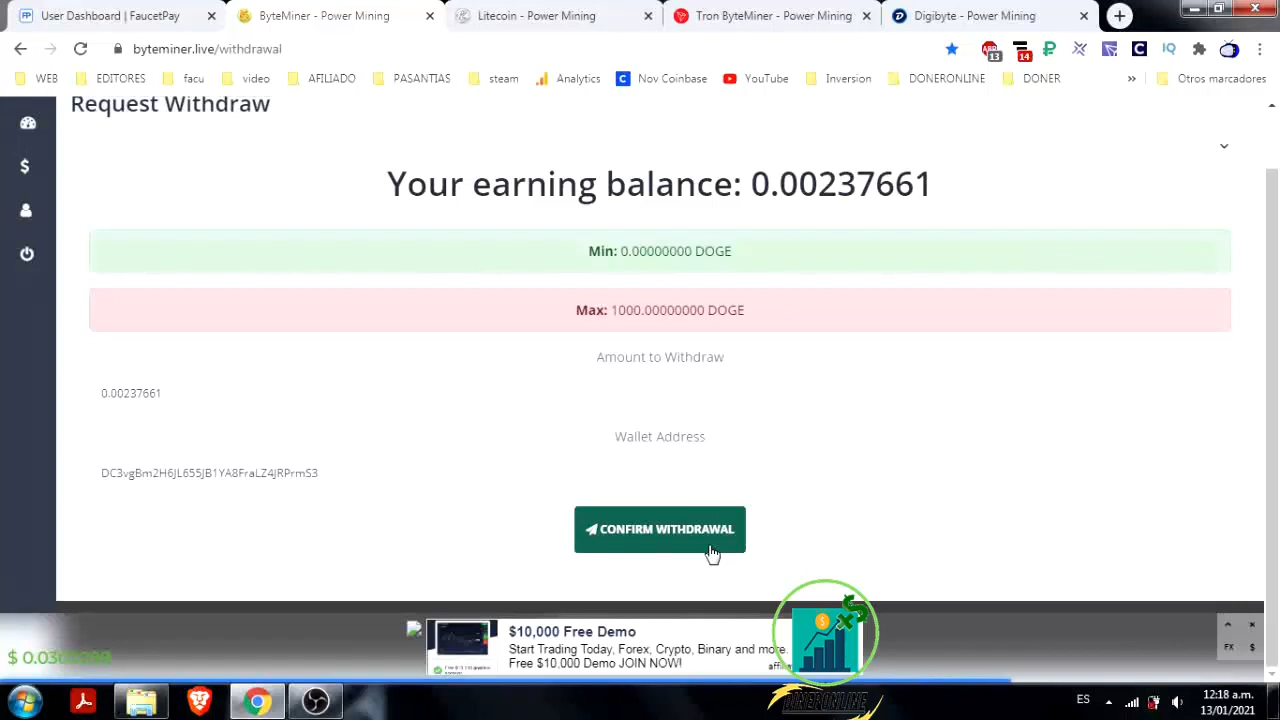 User Dashboard | FaucetPay
ByteMiner - Power Mining
Litecoin - Power Mining
Tron ByteMiner - Power Mining
Digibyte - Power Mining
byteminer.live/withdrawal
13
14
WEB
EDITORES
facu
video
AFILIADO
PASANTIAS
steam
Analytics
Nov Coinbase
YouTube
Inversion
DONERONLINE
DONER
»
Otros marcadores
Request Withdraw
Your earning balance: 0.00237661
Min: 0.00000000 DOGE
Max: 1000.00000000 DOGE
Amount to Withdraw
0.00237661
Wallet Address
DC3vgBm2H6JL655JB1YA8FraLZ4JRPrmS3
CONFIRM WITHDRAWAL
$10,000 Free Demo
Start Trading Today, Forex, Crypto, Binary and more.
Free $10,000 Demo JOIN NOW!
FX $
ES
12:18 a.m.
13/01/2021